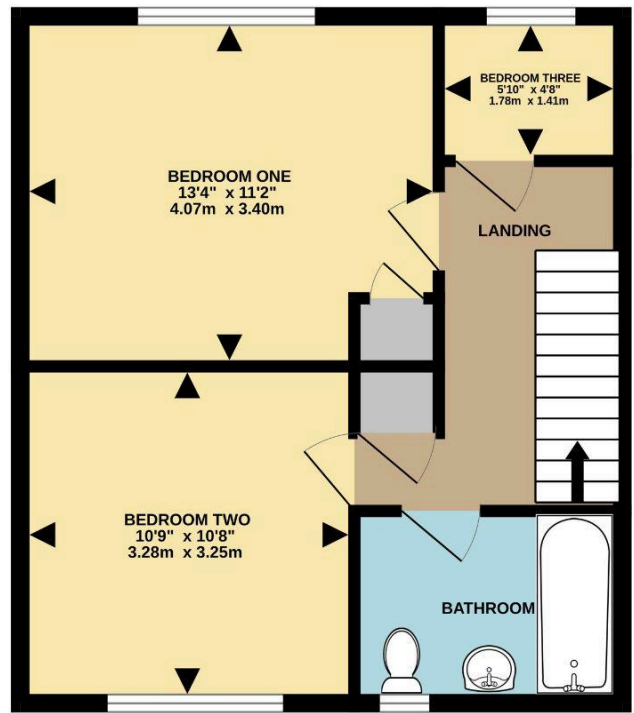 BEDROOM ONE
13'4" x 11'2"
4.07m x 3.40m
BEDROOM THREE
5'10" x 4'8"
1.78m x 1.41m
LANDING
BEDROOM TWO
10'9" x 10'8"
3.28m x 3.25m
BATHROOM